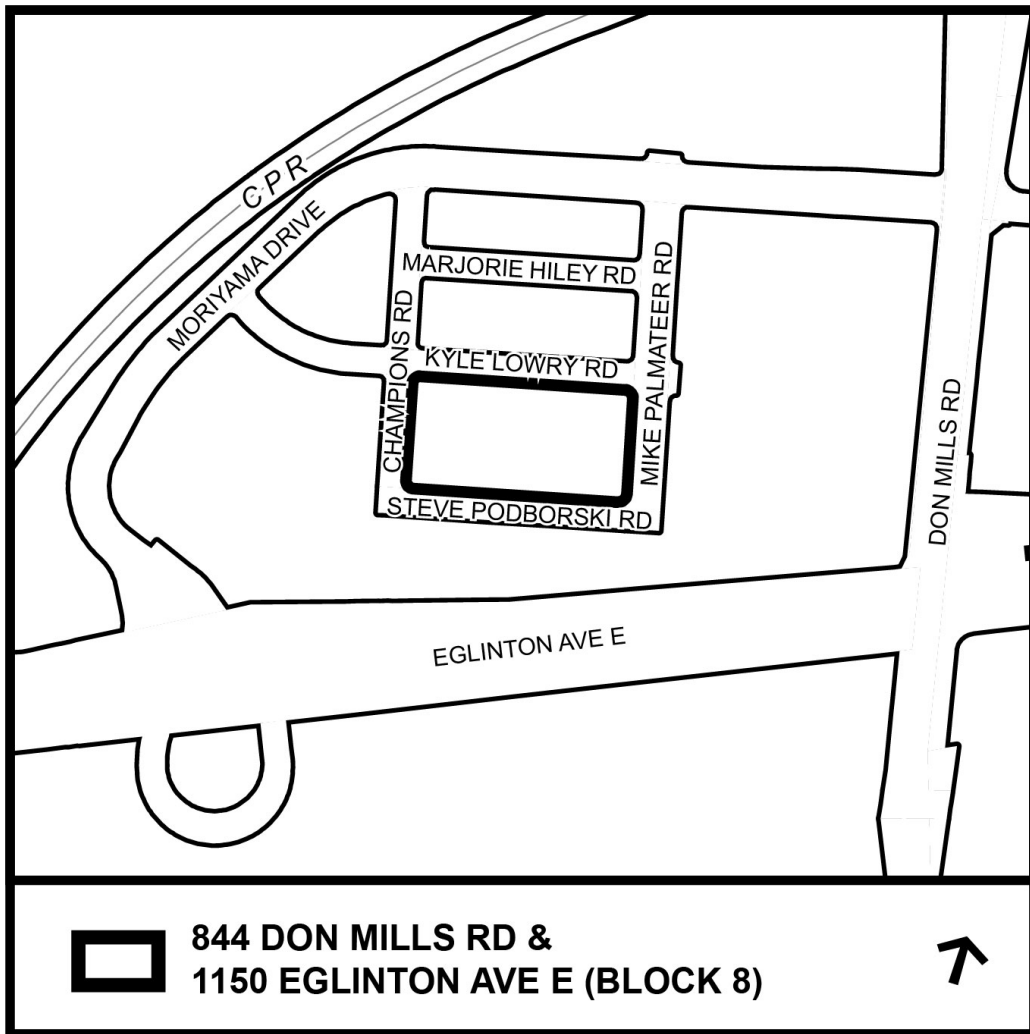 CPR
MORIYAMA DRIVE
MARJORIE HILEY RD
CHAMPIONS RD
KYLE LOWRY RD
MIKE PALMATEER RD
STEVE PODBORSKI RD
DON MILLS RD
EGLINTON AVE E
844 DON MILLS RD &
1150 EGLINTON AVE E (BLOCK 8)